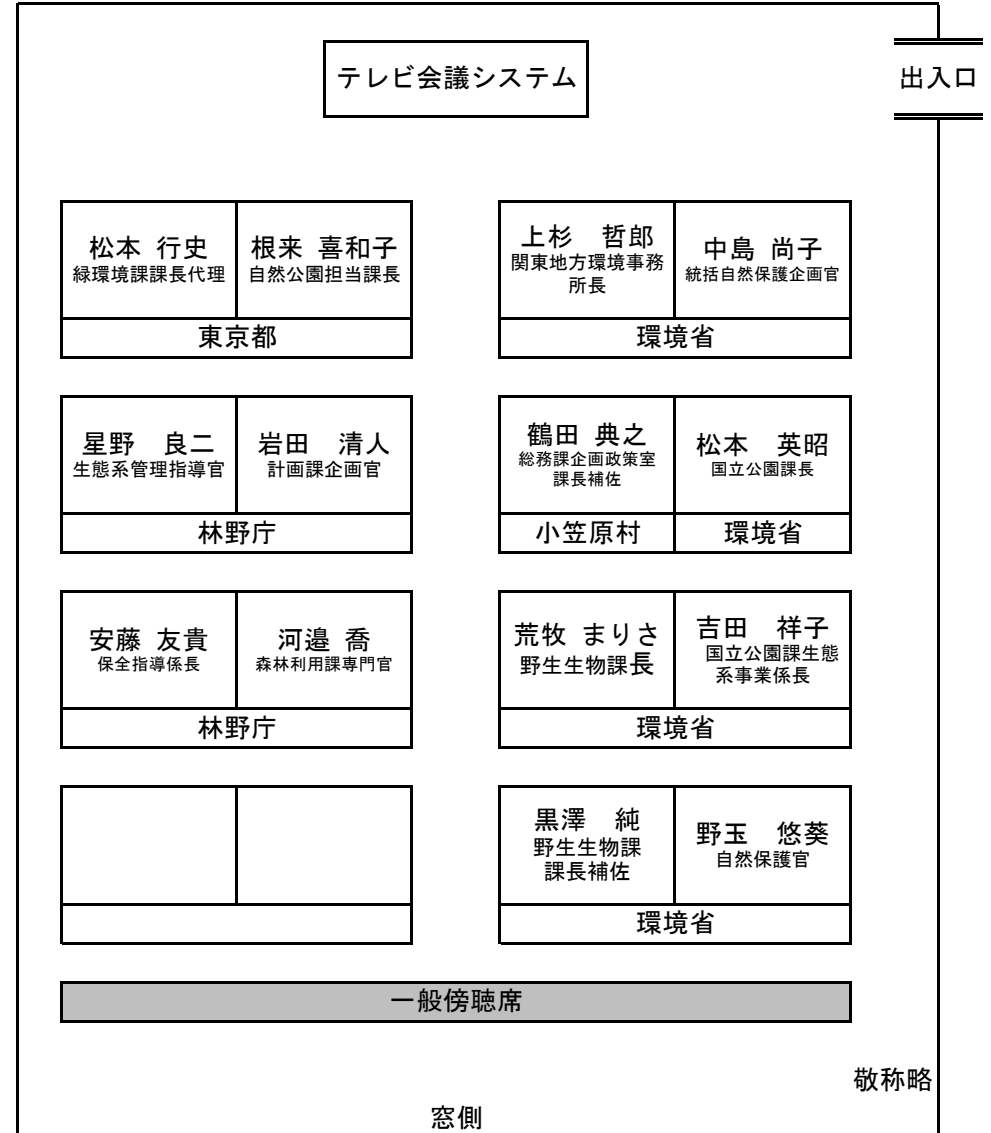 テレビ会議システム
出入口
松本 行史
緑環境課課長代理
根来 喜和子
自然公園担当課長
東京都
上杉 哲郎
関東地方環境事務
所長
中島 尚子
統括自然保護企画官
環境省
星野 良二
生態系管理指導官
岩田 清人
計画課企画官
林野庁
鶴田 典之
総務課企画政策室
課長補佐
小笠原村
松本 英昭
国立公園課長
環境省
安藤 友貴
保全指導係長
河邉 喬
森林利用課専門官
林野庁
荒牧 まりさ
野生生物課長
吉田 祥子
国立公園課生態
系事業係長
環境省
黒澤 純
野生生物課
課長補佐
野玉 悠葵
自然保護官
環境省
一般傍聴席
敬称略
窓側